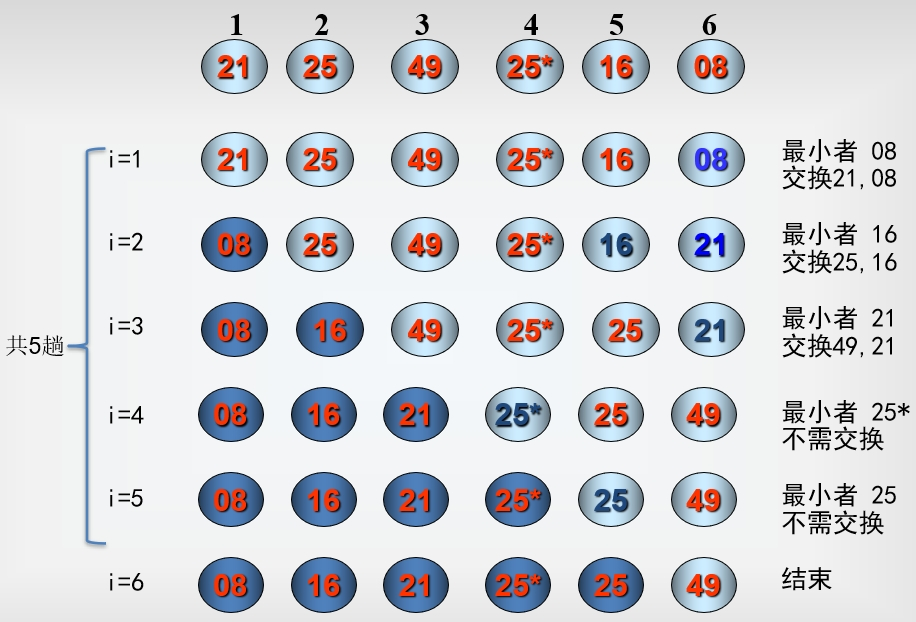 1 2 3 4 5 6
21 25 49 25* 16 08
i=1 21 25 49 25* 16 08 最小者 08
交换21,08
i=2 08 25 49 25* 16 21 最小者 16
交换25,16
i=3 08 16 49 25* 25 21 最小者 21
交换49,21
共5趟
i=4 08 16 21 25* 25 49 最小者 25*
不需交换
i=5 08 16 21 25* 25 49 最小者 25
不需交换
i=6 08 16 21 25* 25 49 结束